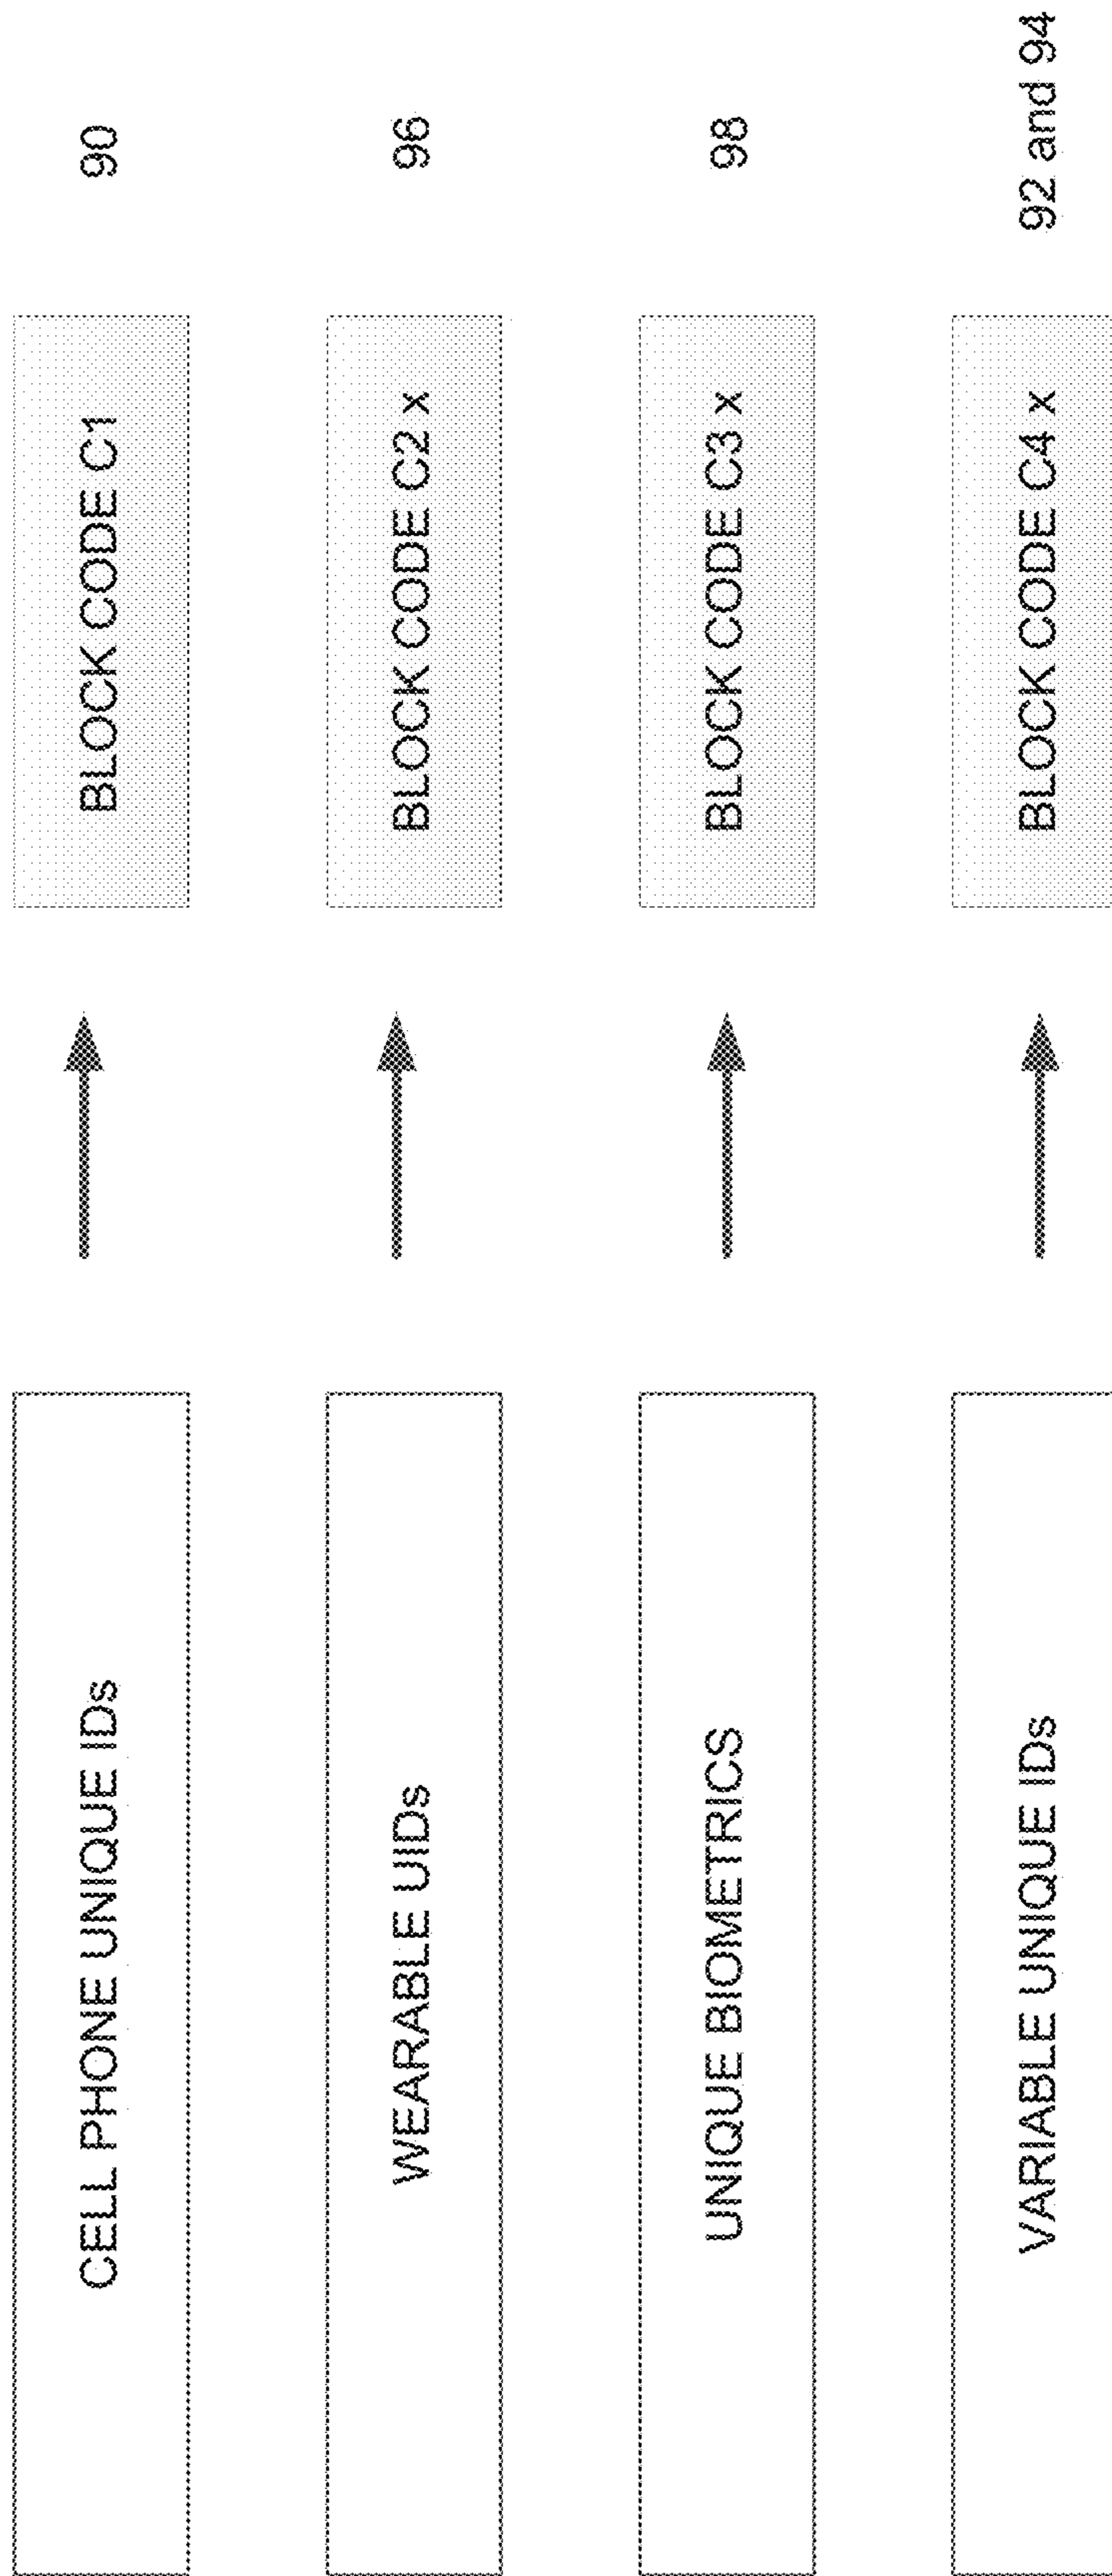 CELL PHONE UNIQUE IDs
BLOCK CODE C1
90
WEARABLE UIDs
BLOCK CODE C2 x
96
UNIQUE BIOMETRICS
BLOCK CODE C3 x
98
VARIABLE UNIQUE IDs
BLOCK CODE C4 x
92 and 94